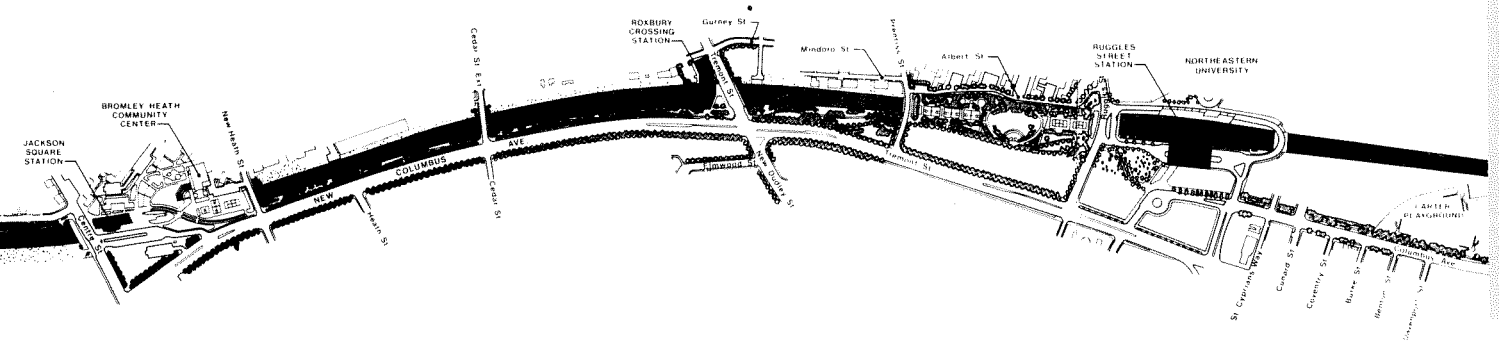 JACKSON
SQUARE
STATION
BROMLEY HEATH
COMMUNITY
CENTER
Centre St
New Heath St
NEW COLUMBUS AVE
Heath St
Cedar St Ext
Cedar St
ROXBURY
CROSSING
STATION
Gurney St
Tremont St
New Dudley St
Mindoro St
Prentiss St
Albert St
Tremont St
RUGGLES
STREET
STATION
NORTHEASTERN
UNIVERSITY
CARTER
PLAYGROUND
Columbus Ave
St Cyprians Way
Cunard St
Coventry St
Burke St
Benton St
Davenport St